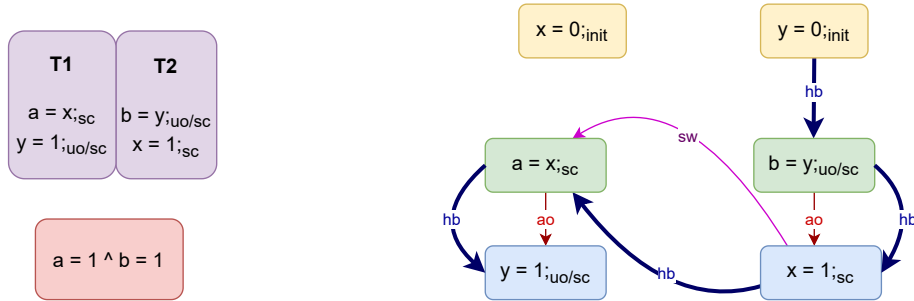 T1
a = x;sc
y = 1;uo/sc
T2
b = y;uo/sc
x = 1;sc
a = 1 ^ b = 1
x = 0;init
y = 0;init
hb
sw
a = x;sc
b = y;uo/sc
hb
ao
ao
hb
y = 1;uo/sc
hb
x = 1;sc